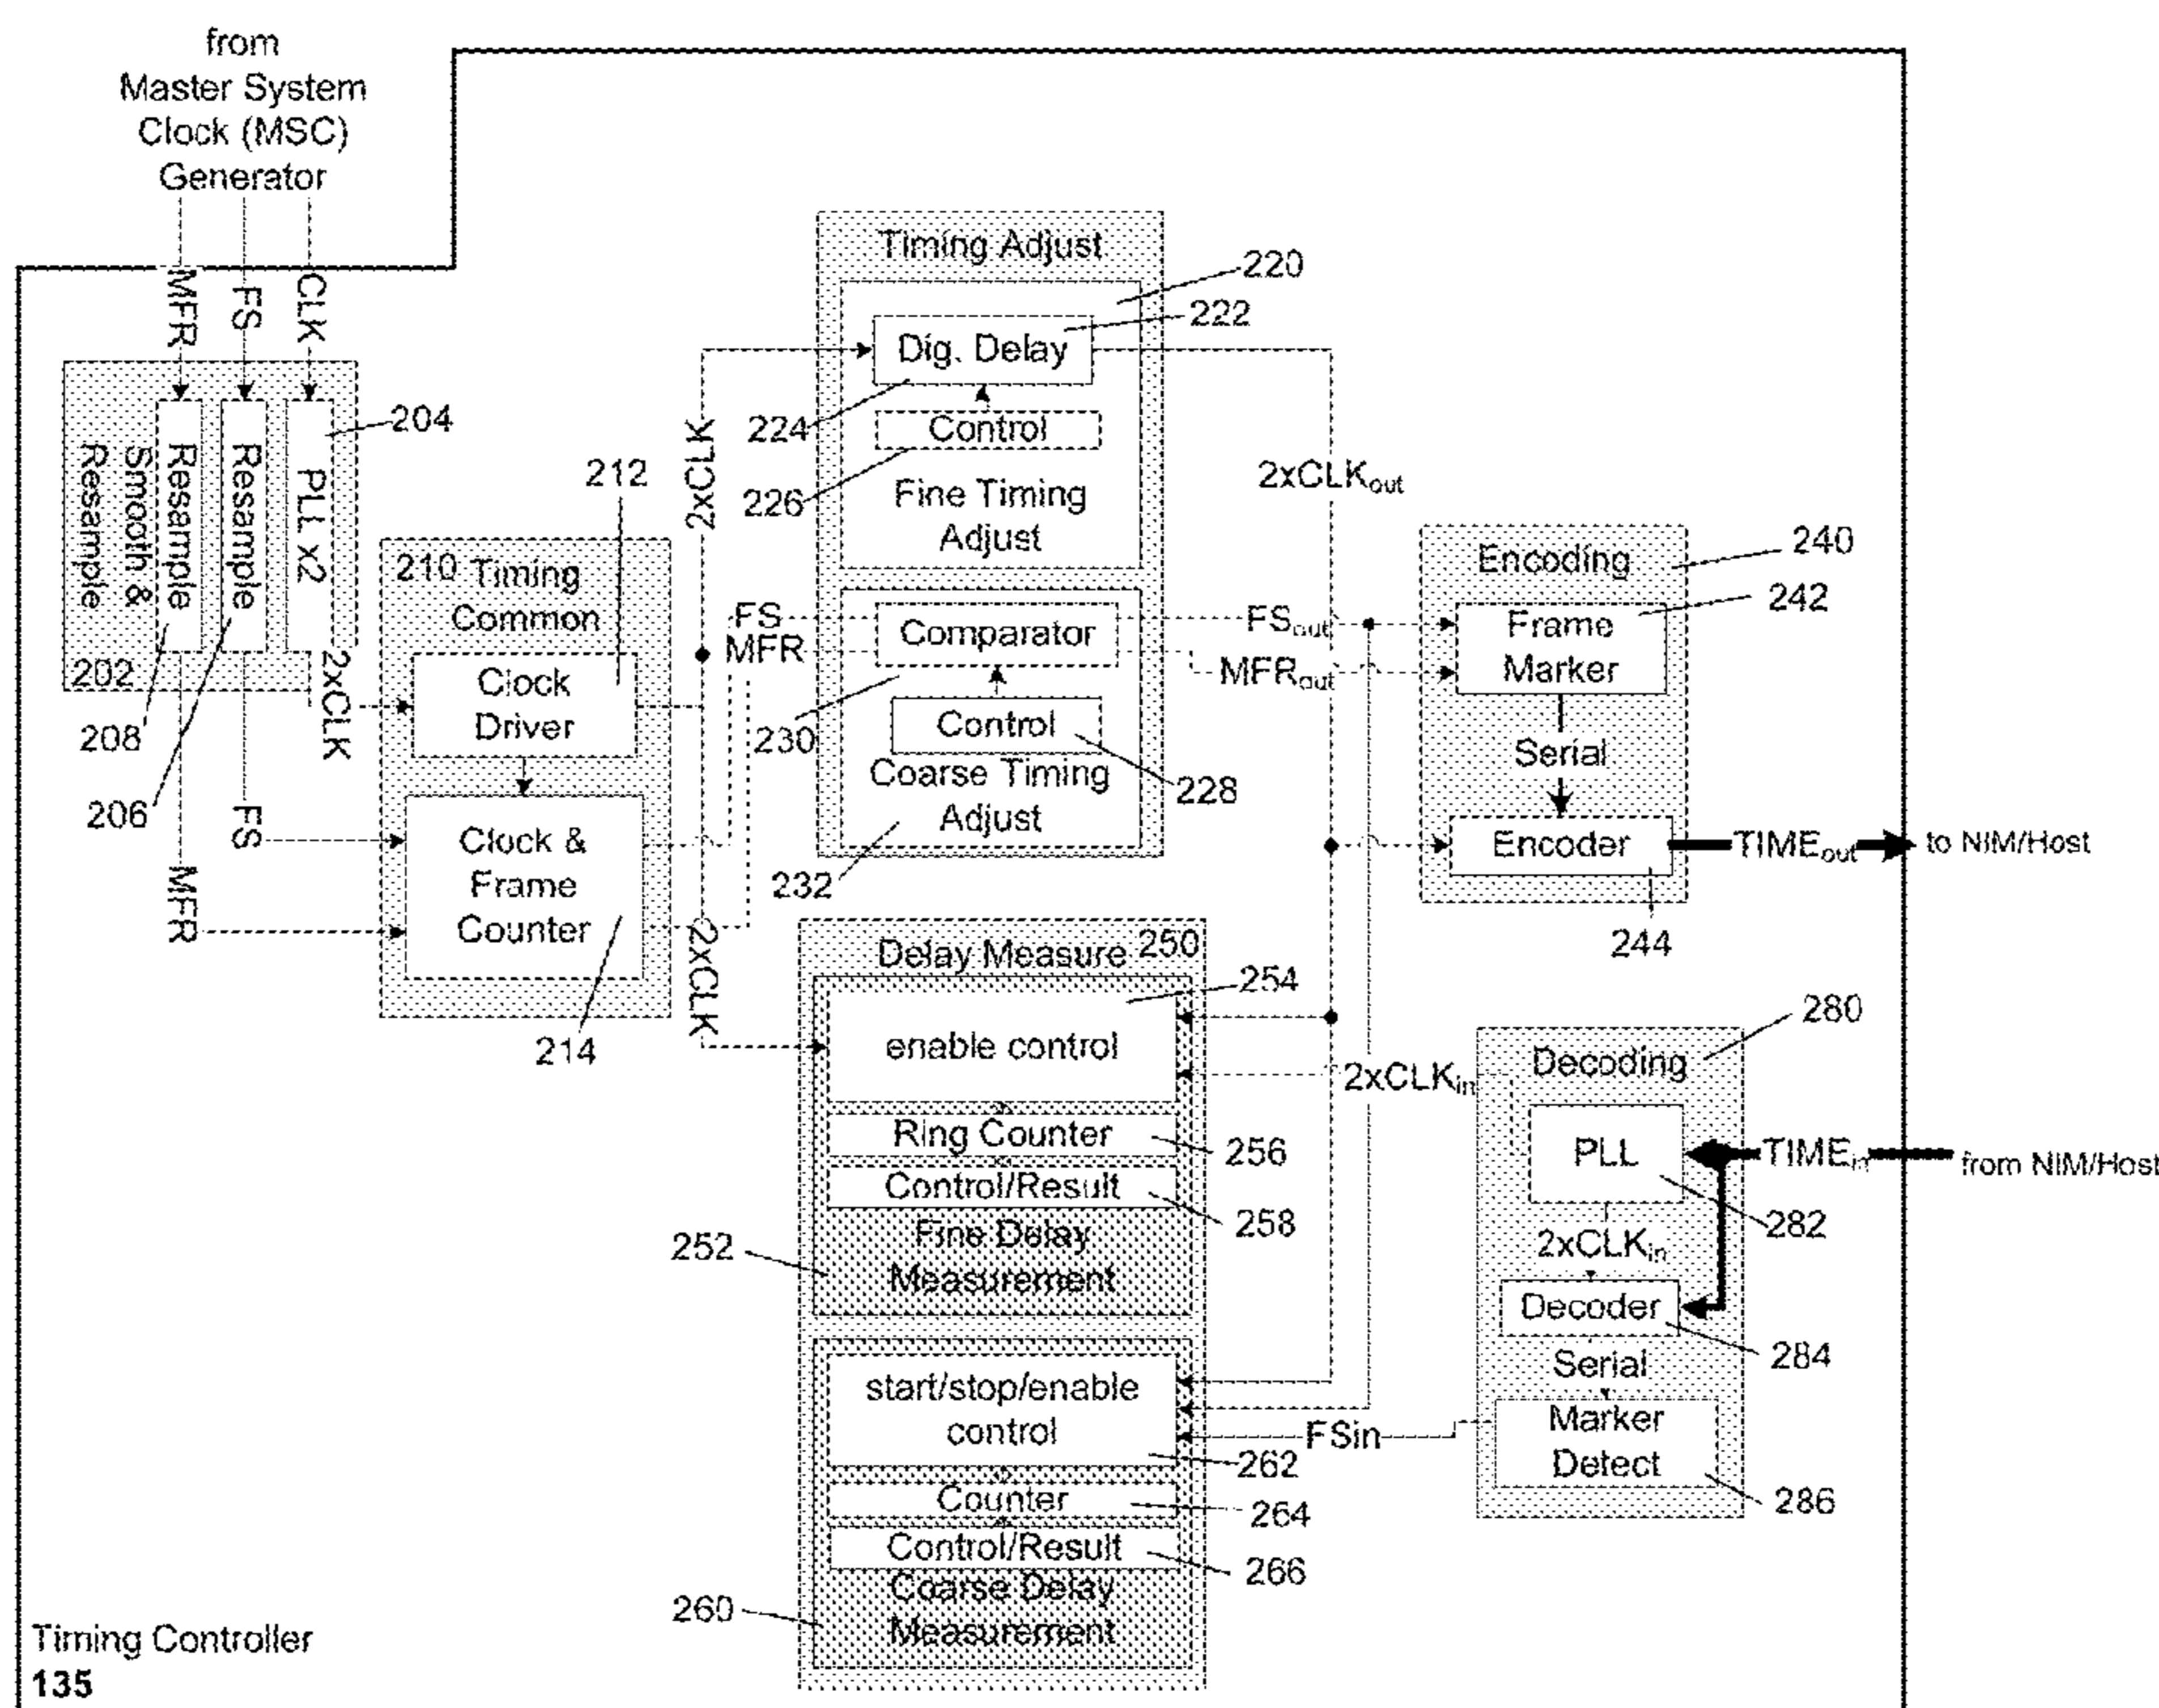 from
Master System
Clock (MSC)
Generator
MFR
FS
CLK
Smooth &
Resample
Resample
Resample
PLL x2
202
204
208
206
2xCLK
FS
MFR
210 Timing
Common
212
Clock
Driver
Clock &
Frame
Counter
214
2xCLK
2xCLK
FS
MFR
Timing Adjust
220
222
Dig. Delay
224
Control
226
Fine Timing
Adjust
Comparator
230
Control
228
Coarse Timing
Adjust
232
2xCLKout
FSout
MFRout
Encoding
240
242
Frame
Marker
Serial
Encoder
244
TIMEout
to NIM/Host
Delay Measure 250
254
enable control
Ring Counter
256
Control/Result
258
Fine Delay
Measurement
252
start/stop/enable
control
262
Counter
264
Control/Result
266
Coarse Delay
Measurement
260
2xCLKin
FSin
280
Decoding
PLL
282
TIMEin
from NIM/Host
2xCLKin
Decoder
284
Serial
Marker
Detect
286
Timing Controller
135